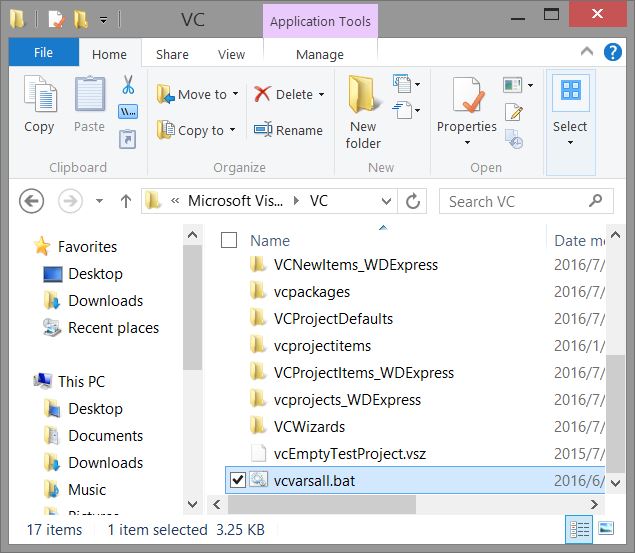 VC
Application Tools
File
Home
Share
View
Manage
Copy
Paste
Move to
Copy to
Delete
Rename
New folder
Properties
Select
Clipboard
Organize
New
Open
« Microsoft Vis... VC
Search VC
Favorites
Desktop
Downloads
Recent places
This PC
Desktop
Documents
Downloads
Music
Pictures
Name Date mo
VCNewItems_WDExpress 2016/7/
vcpackages 2016/7/
VCProjectDefaults 2016/7/
vcprojectitems 2016/1/
VCProjectItems_WDExpress 2016/7/
vcprojects_WDExpress 2016/7/
VCWizards 2016/7/
vcEmptyTestProject.vsz 2015/7/
vcvarsall.bat 2016/6/
17 items 1 item selected 3.25 KB